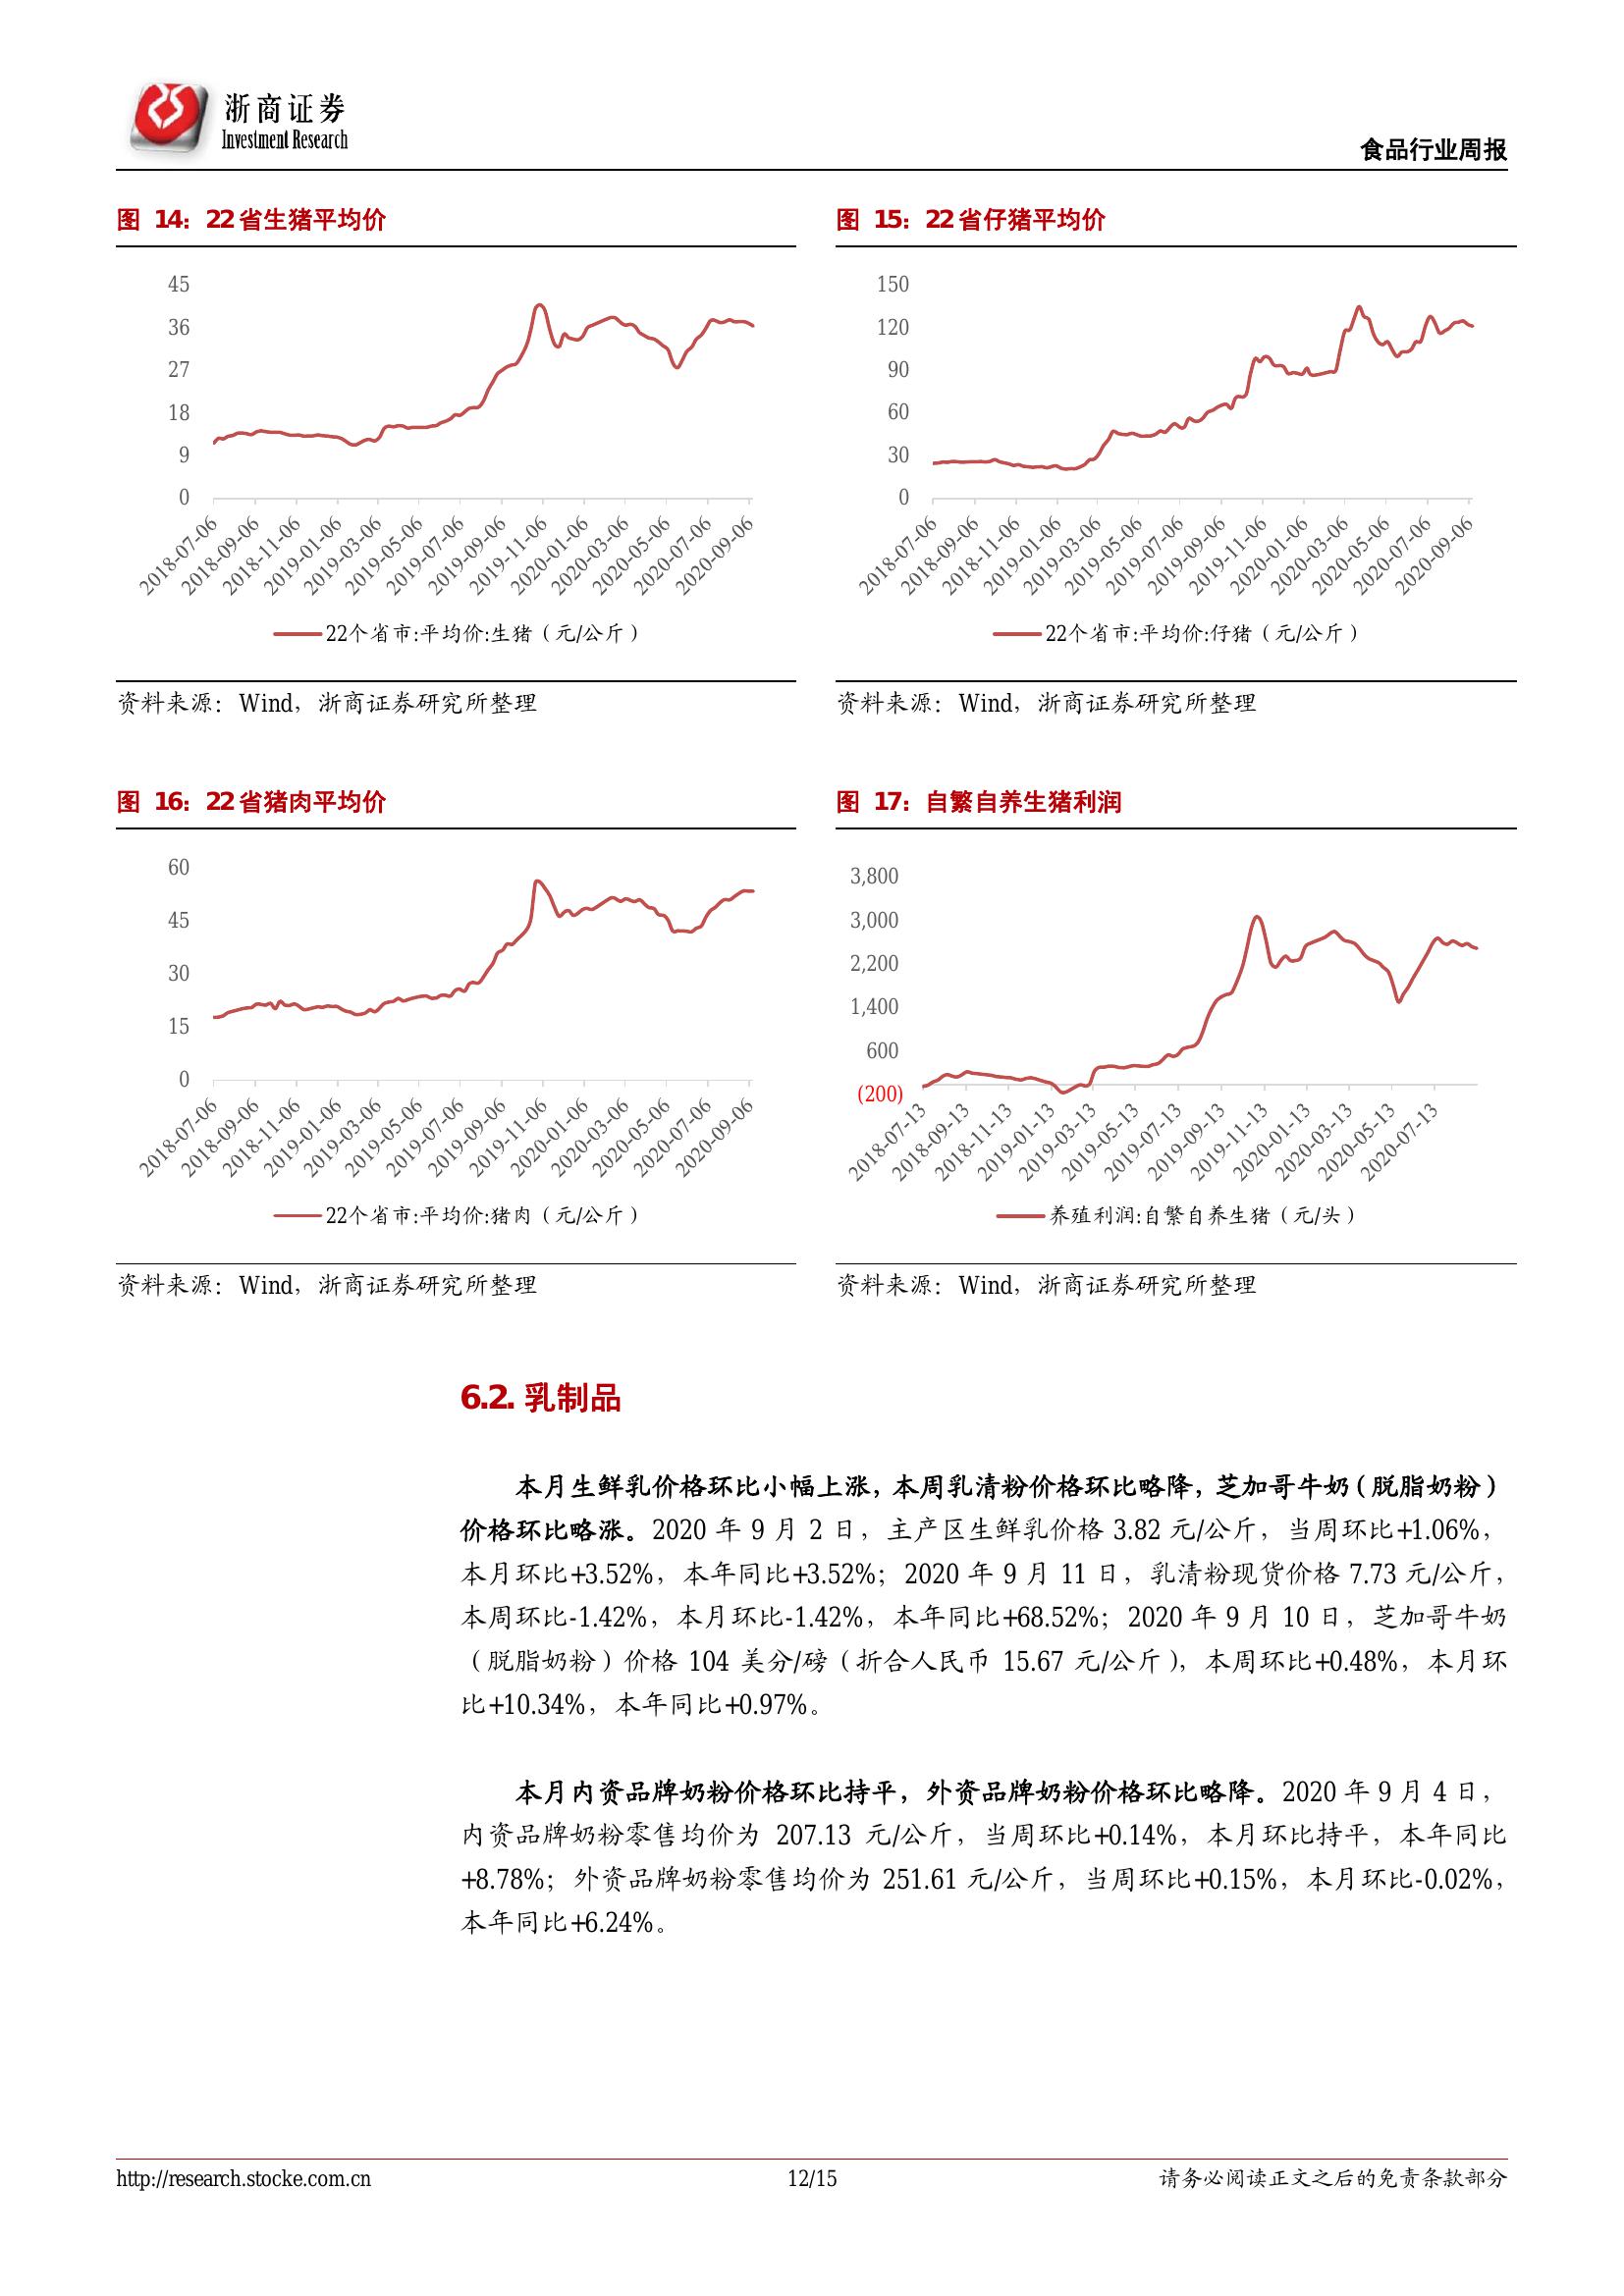 浙商证券
Investment Research
食品行业周报
图 14：22省生猪平均价
45
36
27
18
9
0
2018-07-06
2018-09-06
2018-11-06
2019-01-06
2019-03-06
2019-05-06
2019-07-06
2019-09-06
2019-11-06
2020-01-06
2020-03-06
2020-05-06
2020-07-06
2020-09-06
22个省市:平均价:生猪（元/公斤）
资料来源：Wind，浙商证券研究所整理
图 15：22省仔猪平均价
150
120
90
60
30
0
2018-07-06
2018-09-06
2018-11-06
2019-01-06
2019-03-06
2019-05-06
2019-07-06
2019-09-06
2019-11-06
2020-01-06
2020-03-06
2020-05-06
2020-07-06
2020-09-06
22个省市:平均价:仔猪（元/公斤）
资料来源：Wind，浙商证券研究所整理
图 16：22省猪肉平均价
60
45
30
15
0
2018-07-06
2018-09-06
2018-11-06
2019-01-06
2019-03-06
2019-05-06
2019-07-06
2019-09-06
2019-11-06
2020-01-06
2020-03-06
2020-05-06
2020-07-06
2020-09-06
22个省市:平均价:猪肉（元/公斤）
资料来源：Wind，浙商证券研究所整理
图 17：自繁自养生猪利润
3,800
3,000
2,200
1,400
600
(200)
2018-07-13
2018-09-13
2018-11-13
2019-01-13
2019-03-13
2019-05-13
2019-07-13
2019-09-13
2019-11-13
2020-01-13
2020-03-13
2020-05-13
2020-07-13
养殖利润:自繁自养生猪（元/头）
资料来源：Wind，浙商证券研究所整理
6.2. 乳制品
本月生鲜乳价格环比小幅上涨，本周乳清粉价格环比略降，芝加哥牛奶（脱脂奶粉）
价格环比略涨。2020 年 9 月 2 日，主产区生鲜乳价格 3.82 元/公斤，当周环比+1.06%，
本月环比+3.52%，本年同比+3.52%；2020 年 9 月 11 日，乳清粉现货价格 7.73 元/公斤，
本周环比-1.42%，本月环比-1.42%，本年同比+68.52%；2020 年 9 月 10 日，芝加哥牛奶
（脱脂奶粉）价格 104 美分/磅（折合人民币 15.67 元/公斤），本周环比+0.48%，本月环
比+10.34%，本年同比+0.97%。
本月内资品牌奶粉价格环比持平，外资品牌奶粉价格环比略降。2020 年 9 月 4 日，
内资品牌奶粉零售均价为 207.13 元/公斤，当周环比+0.14%，本月环比持平，本年同比
+8.78%；外资品牌奶粉零售均价为 251.61 元/公斤，当周环比+0.15%，本月环比-0.02%，
本年同比+6.24%。
http://research.stocke.com.cn
12/15
请务必阅读正文之后的免责条款部分